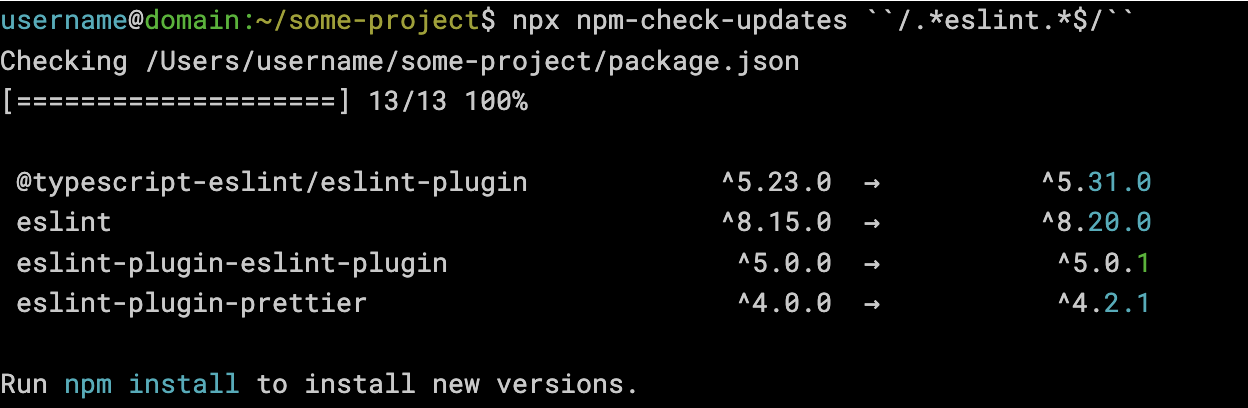 username@domain:~/some-project$ npx npm-check-updates ``/.*eslint.*$/``
Checking /Users/username/some-project/package.json
[====================] 13/13 100%
@typescript-eslint/eslint-plugin ^5.23.0 → ^5.31.0
eslint ^8.15.0 → ^8.20.0
eslint-plugin-eslint-plugin ^5.0.0 → ^5.0.1
eslint-plugin-prettier ^4.0.0 → ^4.2.1
Run npm install to install new versions.